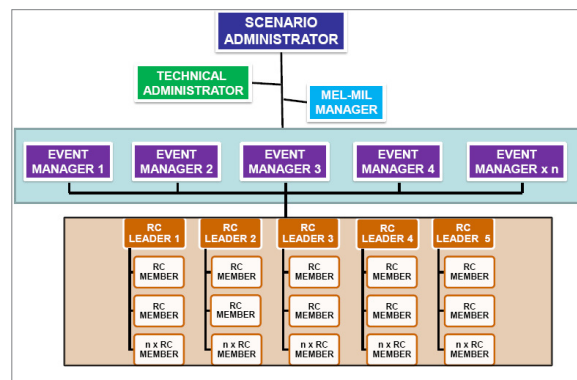 SCENARIO
ADMINISTRATOR
TECHNICAL
ADMINISTRATOR
MEL-MIL
MANAGER
EVENT
MANAGER 1
EVENT
MANAGER 2
EVENT
MANAGER 3
EVENT
MANAGER 4
EVENT
MANAGER x n
RC
LEADER 1
RC
LEADER 2
RC
LEADER 3
RC
LEADER 4
RC
LEADER 5
RC
MEMBER
RC
MEMBER
RC
MEMBER
RC
MEMBER
RC
MEMBER
RC
MEMBER
RC
MEMBER
RC
MEMBER
RC
MEMBER
RC
MEMBER
n x RC
MEMBER
n x RC
MEMBER
n x RC
MEMBER
n x RC
MEMBER
n x RC
MEMBER